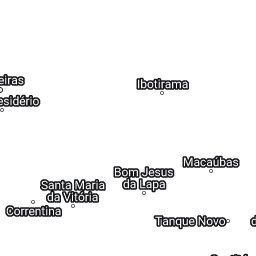 eiras
Ibotirama
esidério
Macaúbas
Bom Jesus
da Lapa
Santa Maria
da Vitória
Correntina
Tanque Novo
d